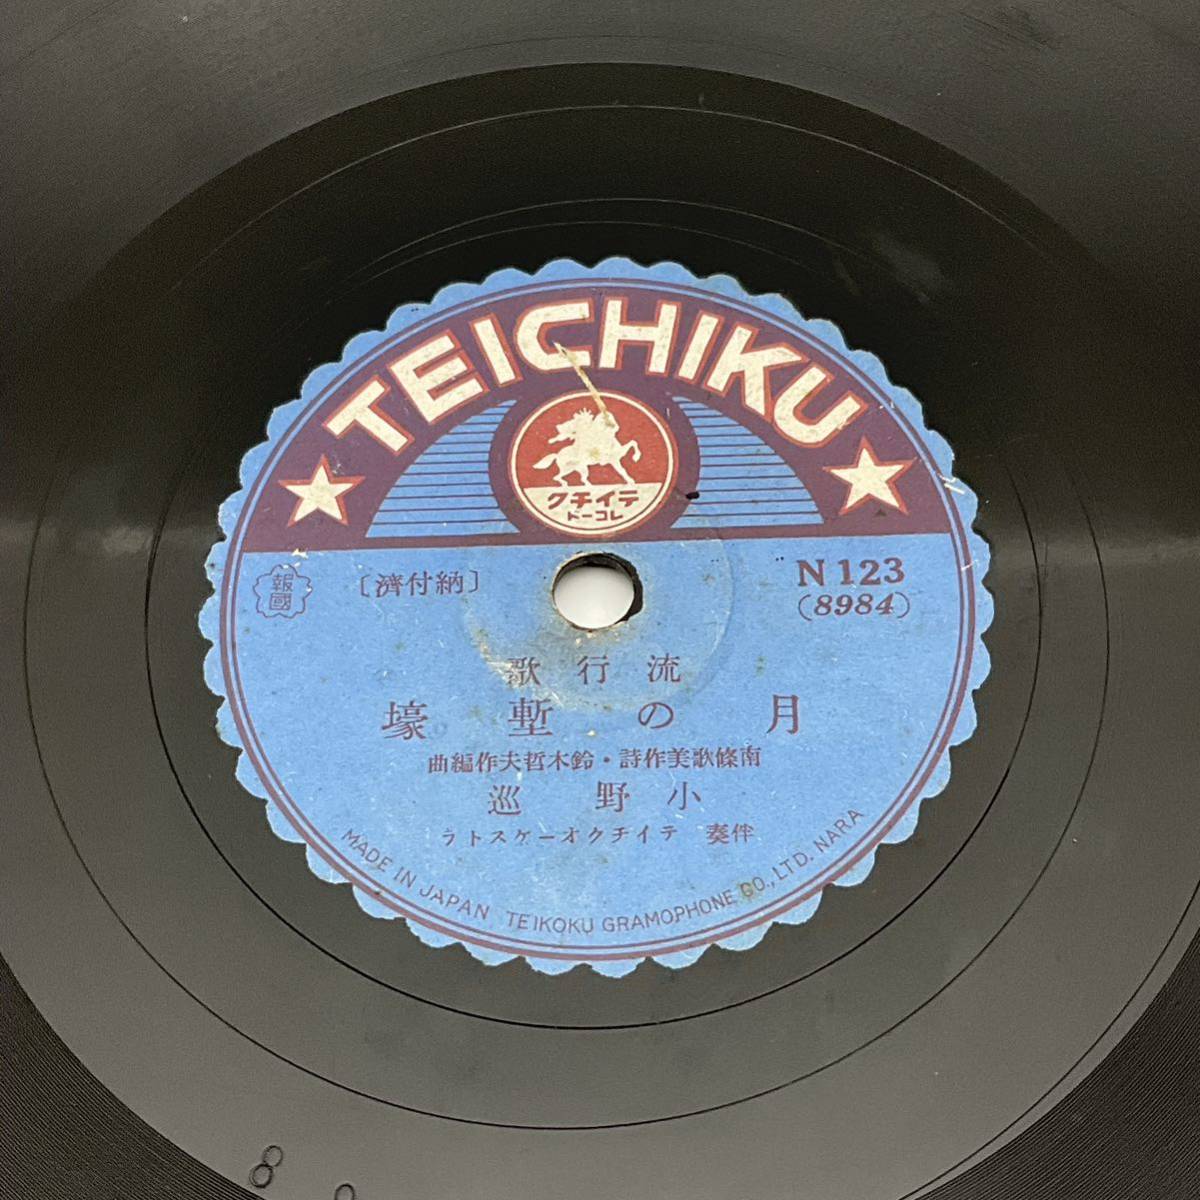 TEICHIKU
テイチク
レコード
報國
〔納付濟〕
N 123
(8984)
流行歌
月の塹壕
南條歌美作詩・鈴木哲夫作編曲
小野巡
伴奏 テイチクオーケストラ
MADE IN JAPAN TEIKOKU GRAMOPHONE CO., LTD. NARA
8